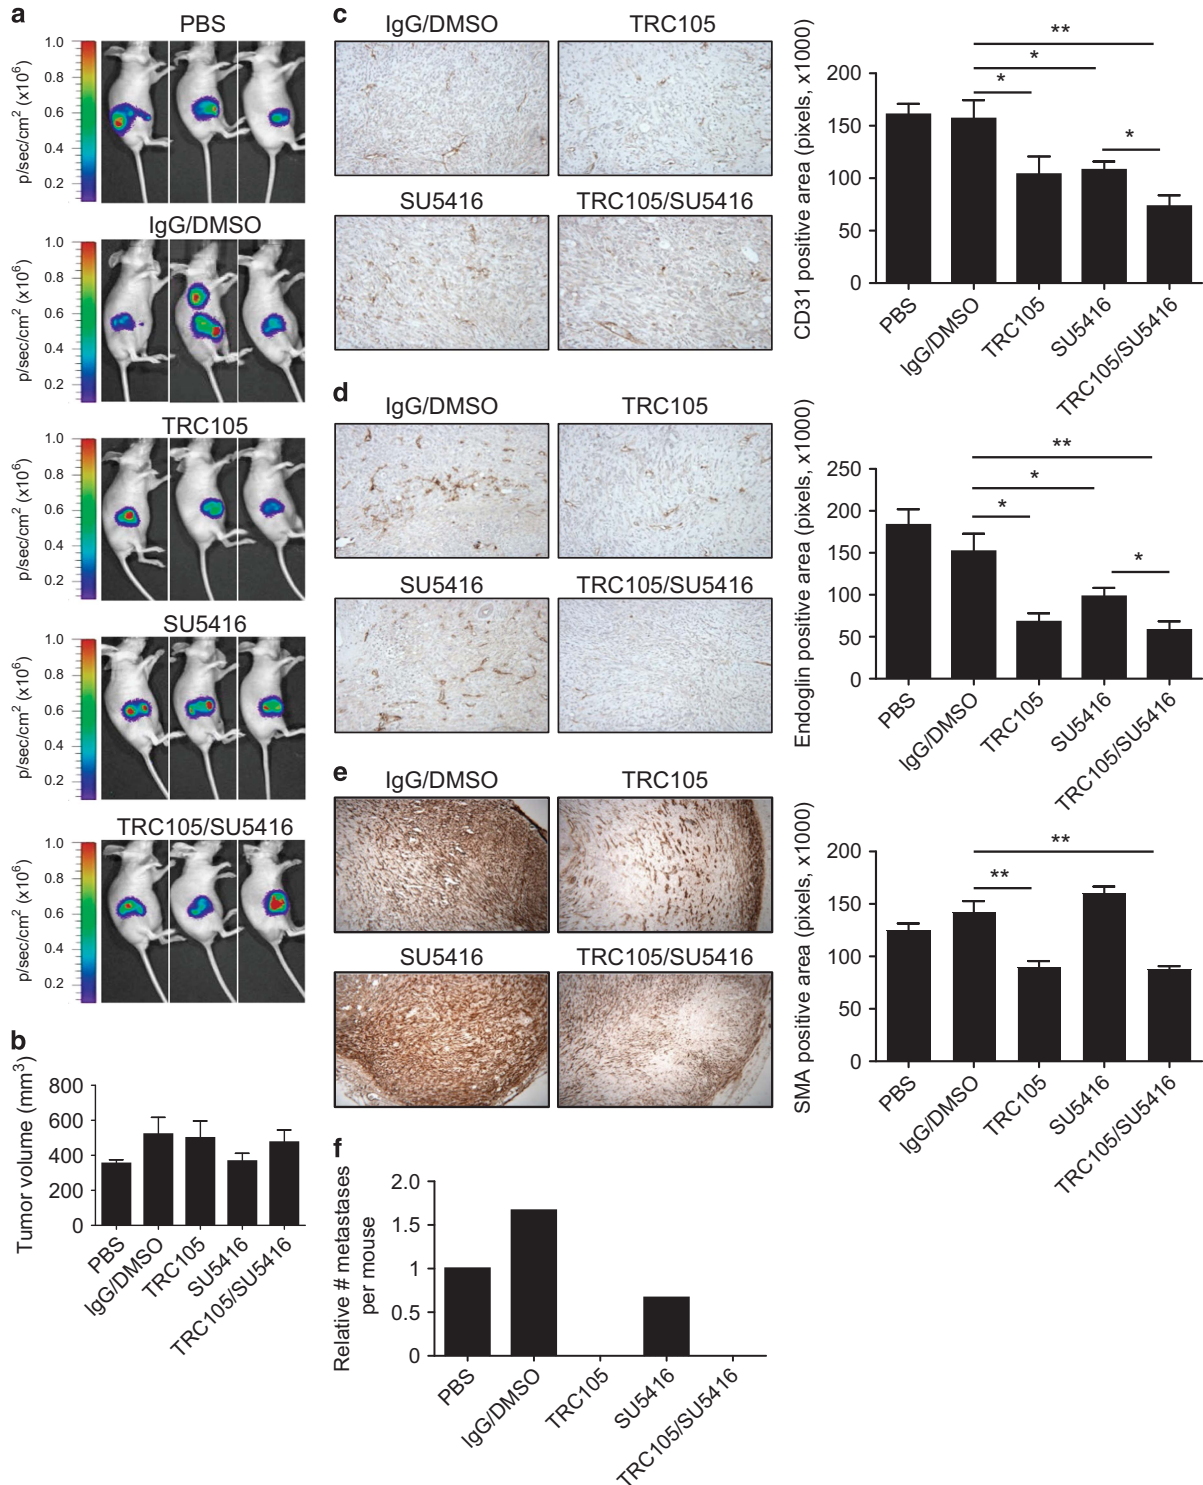 a
PBS
p/sec/cm² (x10⁶)
1.0
0.8
0.6
0.4
0.2
IgG/DMSO
p/sec/cm² (x10⁶)
1.0
0.8
0.6
0.4
0.2
TRC105
p/sec/cm² (x10⁶)
1.0
0.8
0.6
0.4
0.2
SU5416
p/sec/cm² (x10⁶)
1.0
0.8
0.6
0.4
0.2
TRC105/SU5416
p/sec/cm² (x10⁶)
1.0
0.8
0.6
0.4
0.2
b
Tumor volume (mm³)
800
600
400
200
0
PBS
IgG/DMSO
TRC105
SU5416
TRC105/SU5416
c
IgG/DMSO
TRC105
SU5416
TRC105/SU5416
CD31 positive area (pixels, x1000)
200
150
100
50
0
**
*
*
*
PBS
IgG/DMSO
TRC105
SU5416
TRC105/SU5416
d
IgG/DMSO
TRC105
SU5416
TRC105/SU5416
Endoglin positive area (pixels, x1000)
250
200
150
100
50
0
**
*
*
*
PBS
IgG/DMSO
TRC105
SU5416
TRC105/SU5416
e
IgG/DMSO
TRC105
SU5416
TRC105/SU5416
SMA positive area (pixels, x1000)
200
150
100
50
0
**
**
PBS
IgG/DMSO
TRC105
SU5416
TRC105/SU5416
f
Relative # metastases
per mouse
2.0
1.5
1
0.5
0
PBS
IgG/DMSO
TRC105
SU5416
TRC105/SU5416